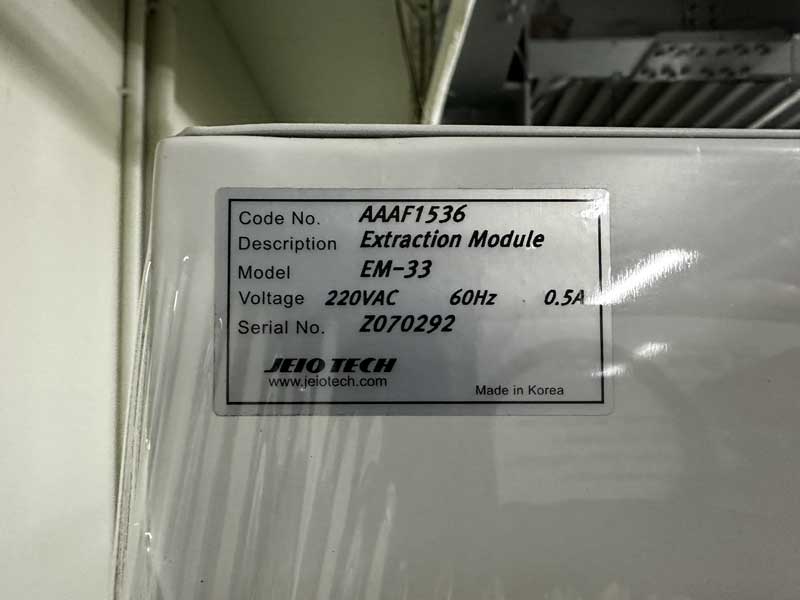 Code No. AAAF1536
Description Extraction Module
Model EM-33
Voltage 220VAC 60Hz 0.5A
Serial No. Z070292
JEIO TECH
www.jeiotech.com
Made in Korea